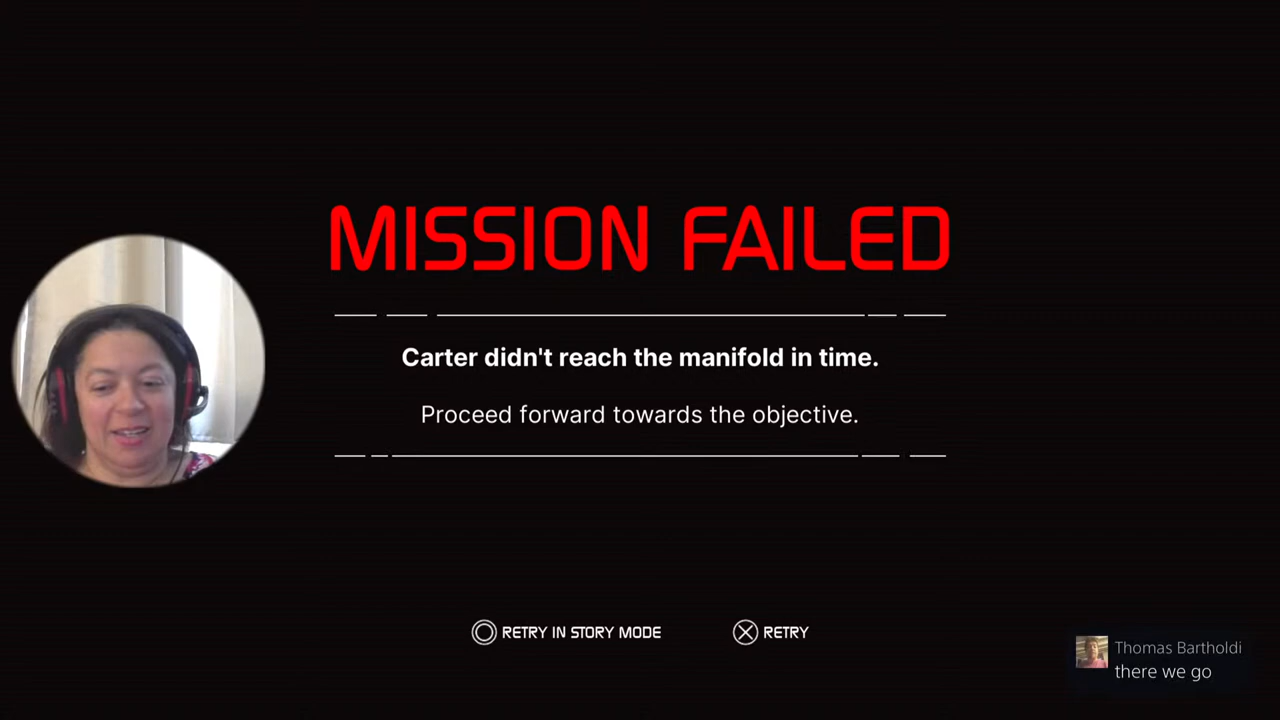 MISSION FAILED
Carter didn't reach the manifold in time.
Proceed forward towards the objective.
RETRY IN STORY MODE
RETRY
Thomas Bartholdi
there we go